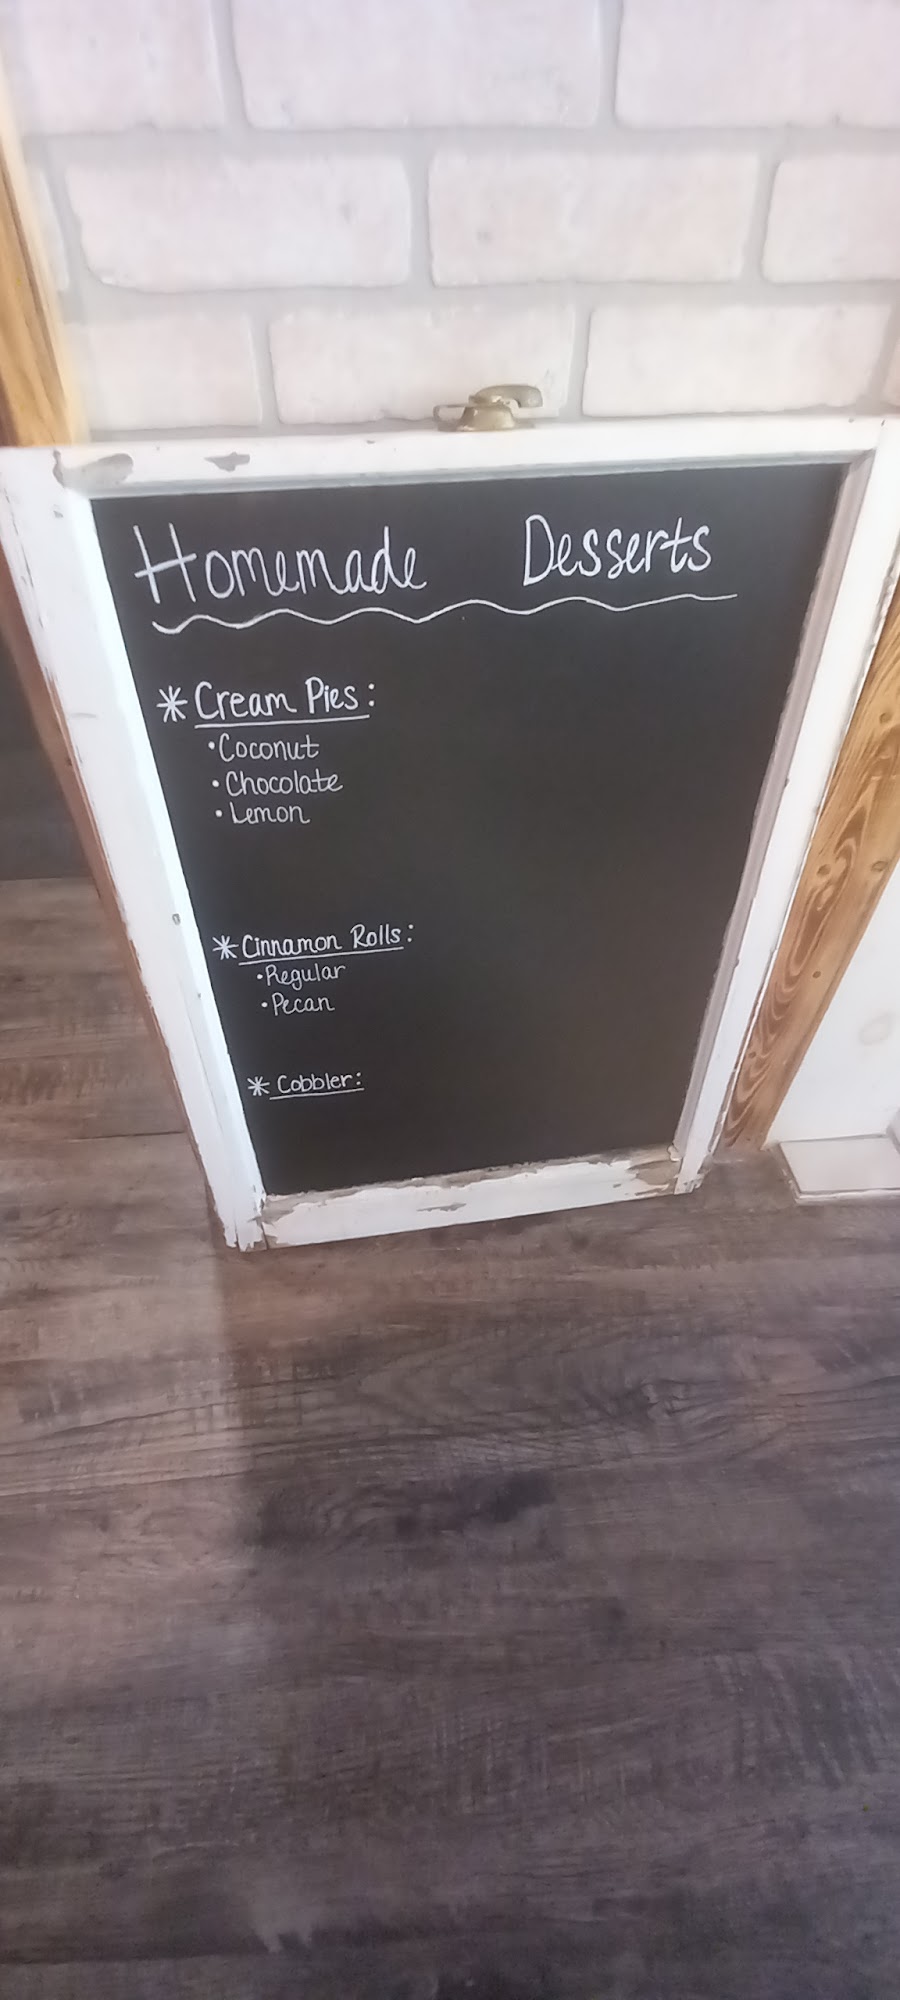 Homemade Desserts
* Cream Pies:
• Coconut
• Chocolate
• Lemon
* Cinnamon Rolls:
• Regular
• Pecan
* Cobbler: